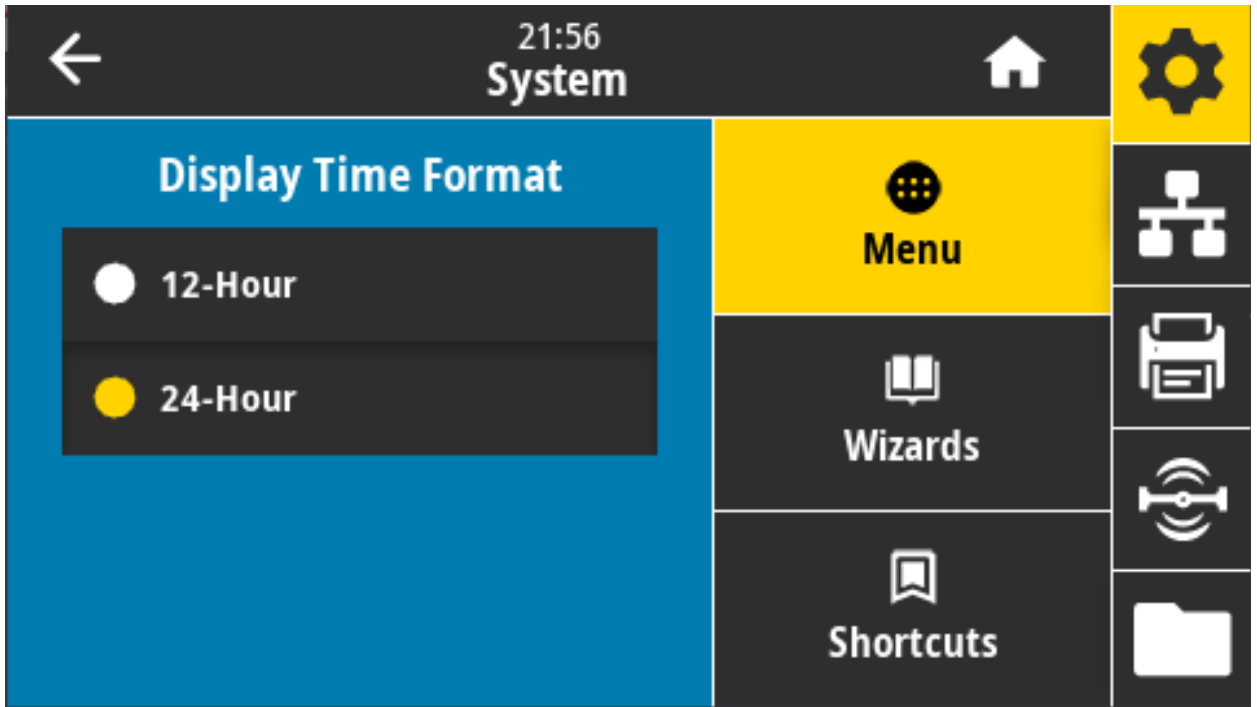 21:56
System
Display Time Format
12-Hour
24-Hour
Menu
Wizards
Shortcuts